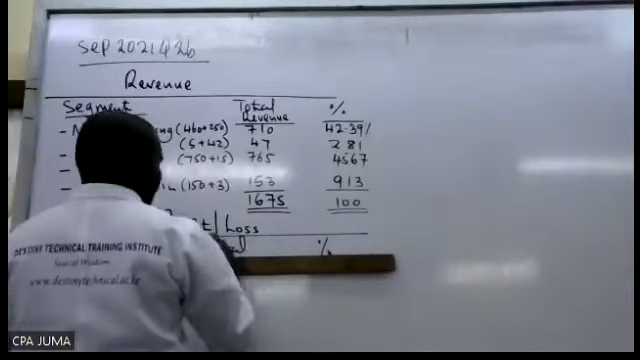 Sep 2021 Q 2b
Revenue
Segment Total Revenue %
(460+250) 710 42.39%
(5+42) 47 2.81
(750+15) 765 45.67
(150+3) 153 9.13
1675 100
Loss
%
DESTINY TECHNICAL TRAINING INSTITUTE
Seat of Wisdom
www.destinytechnical.ac.ke
CPA JUMA